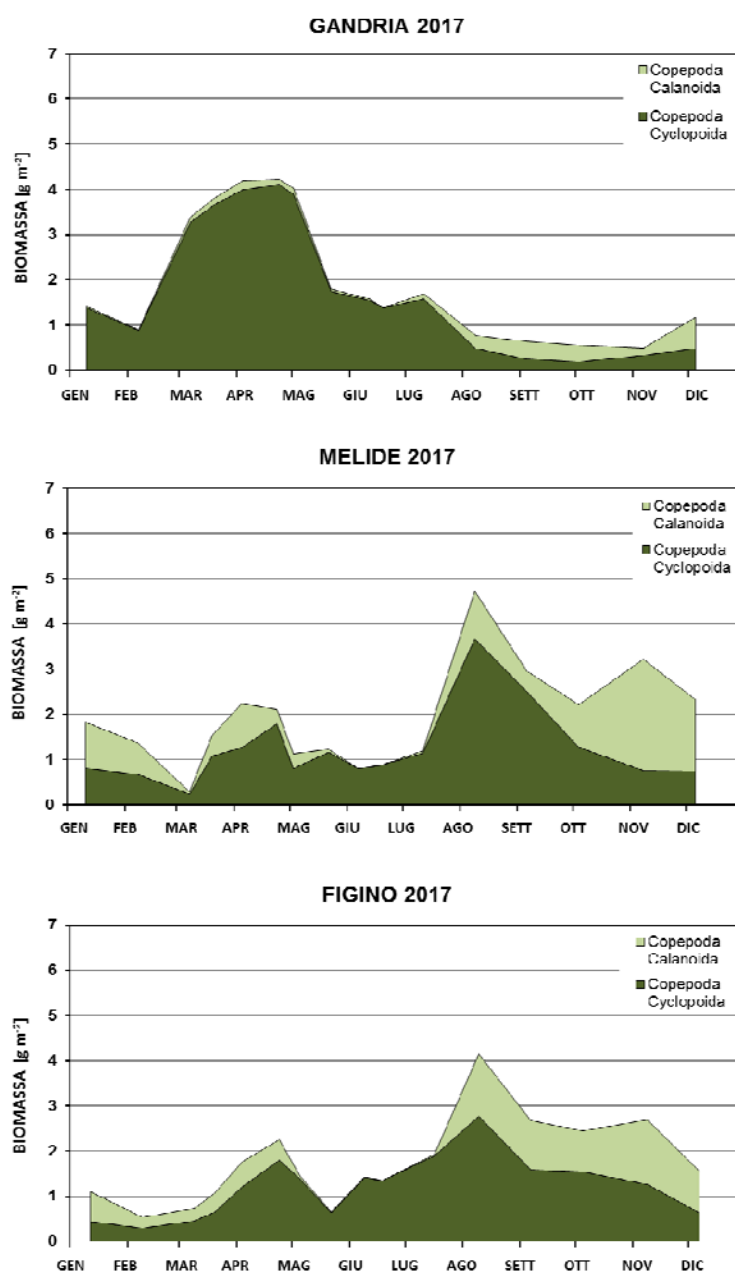 GANDRIA 2017
7
6
5
4
3
2
1
0
BIOMASSA [g m-2]
Copepoda
Calanoida
Copepoda
Cyclopoida
GEN FEB MAR APR MAG GIU LUG AGO SETT OTT NOV DIC
MELIDE 2017
7
6
5
4
3
2
1
0
BIOMASSA [g m-2]
Copepoda
Calanoida
Copepoda
Cyclopoida
GEN FEB MAR APR MAG GIU LUG AGO SETT OTT NOV DIC
FIGINO 2017
7
6
5
4
3
2
1
0
BIOMASSA [g m-2]
Copepoda
Calanoida
Copepoda
Cyclopoida
GEN FEB MAR APR MAG GIU LUG AGO SETT OTT NOV DIC